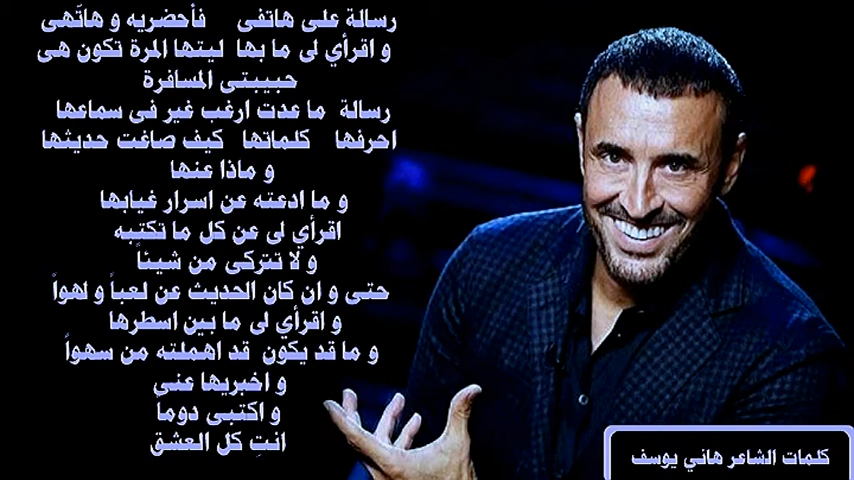 رسالة على هاتفى فأحضريه و هاتّهى
و اقرأي لى ما بها ليتها المرة تكون هى
حبيبتى المسافرة
رسالة ما عدت ارغب غير فى سماعها
احرفها كلماتها كيف صاغت حديثها
و ماذا عنها
و ما ادعته عن اسرار غيابها
اقرأي لى عن كل ما تكتبه
و لا تتركى من شيئاً
حتى و ان كان الحديث عن لعباً و لهواً
و اقرأي لى ما بين اسطرها
و ما قد يكون قد اهملته من سهواً
و اخبريها عني
و اكتبى دوماً
انتِ كل العشق
كلمات الشاعر هاني يوسف